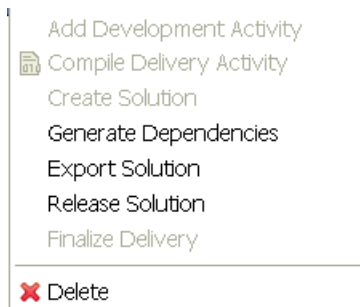 Add Development Activity
Compile Delivery Activity
Create Solution
Generate Dependencies
Export Solution
Release Solution
Finalize Delivery
Delete